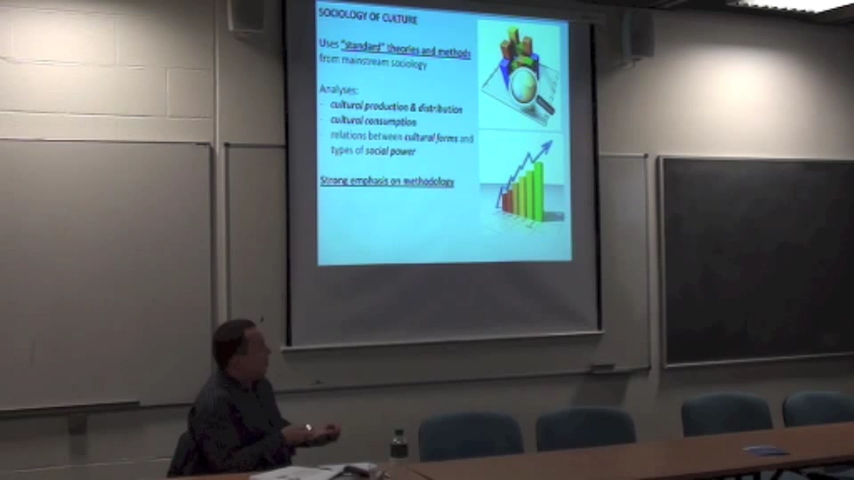 SOCIOLOGY OF CULTURE
Uses "standard" theories and methods
from mainstream sociology
Analyses:
- cultural production & distribution
- cultural consumption
- relations between cultural forms and
types of social power
Strong emphasis on methodology